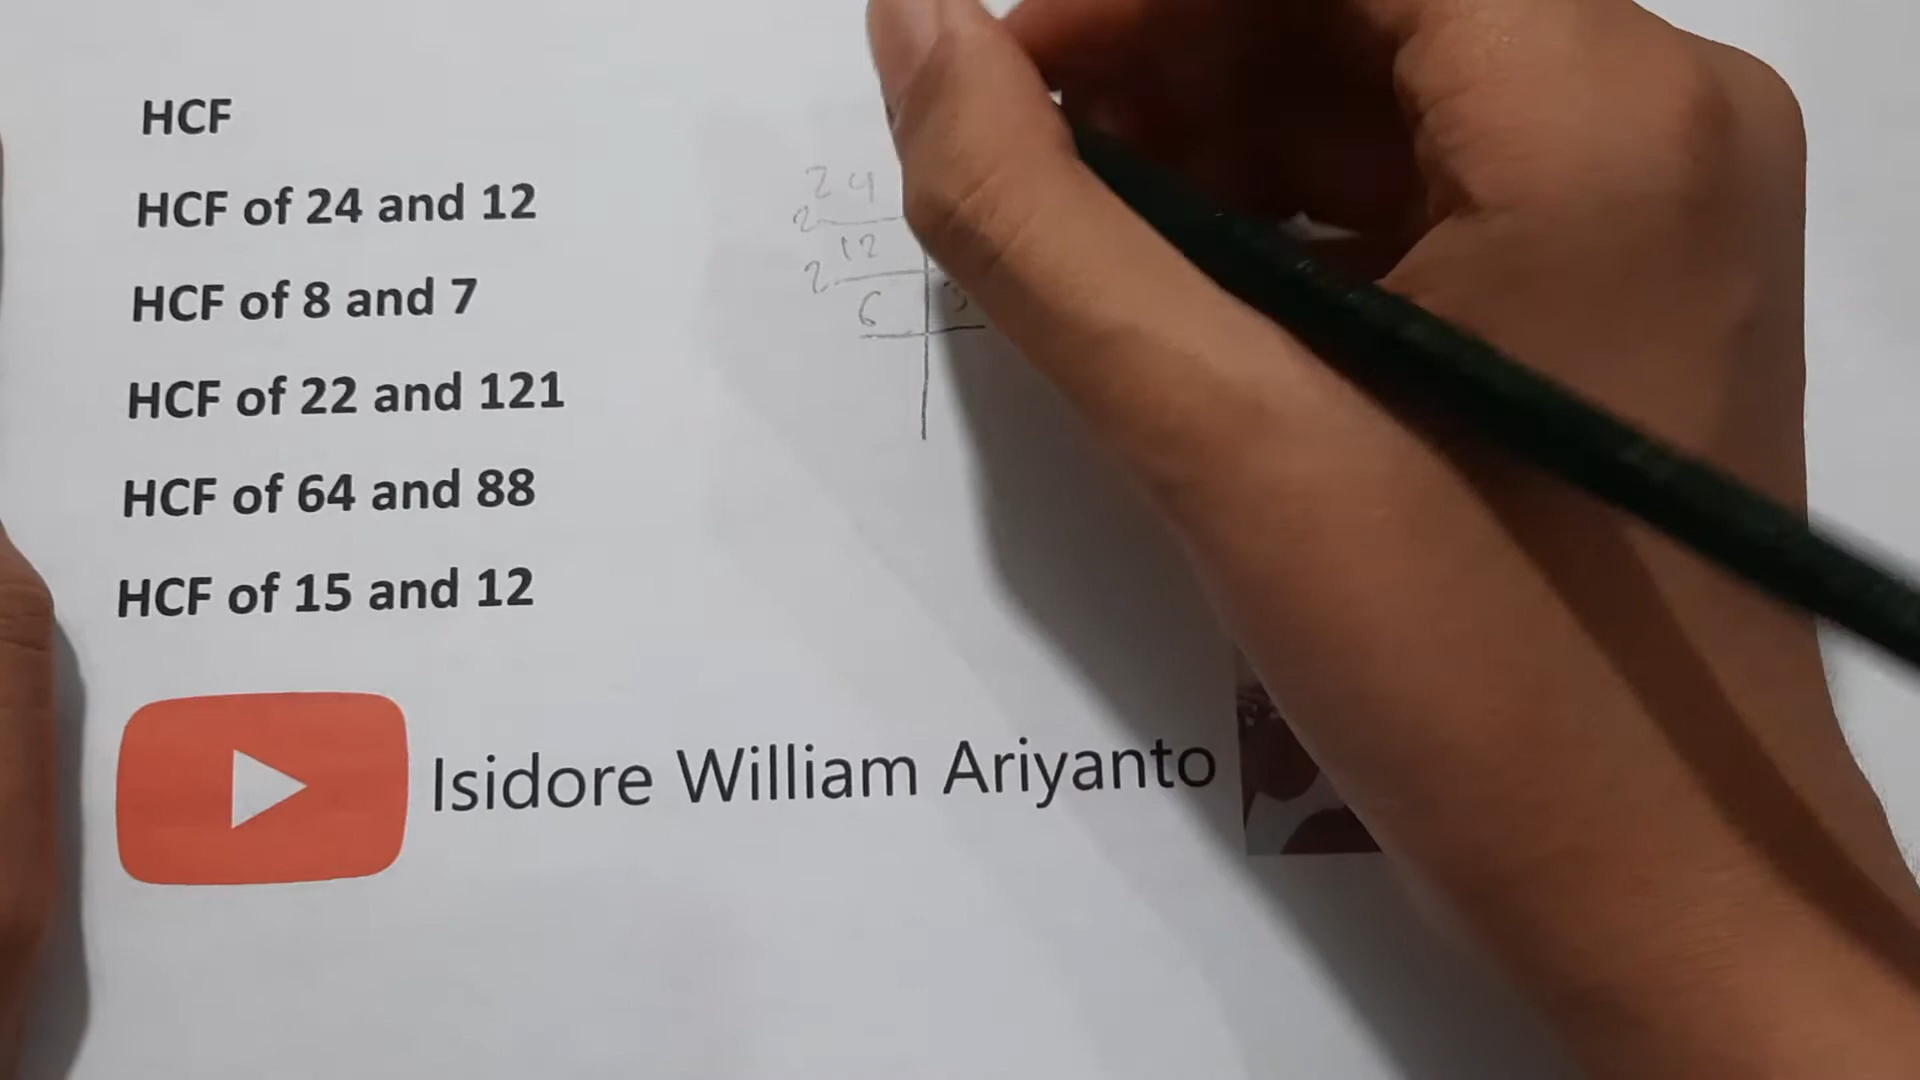 HCF
HCF of 24 and 12
HCF of 8 and 7
HCF of 22 and 121
HCF of 64 and 88
HCF of 15 and 12
Isidore William Ariyanto
24
2
12
2
6 3